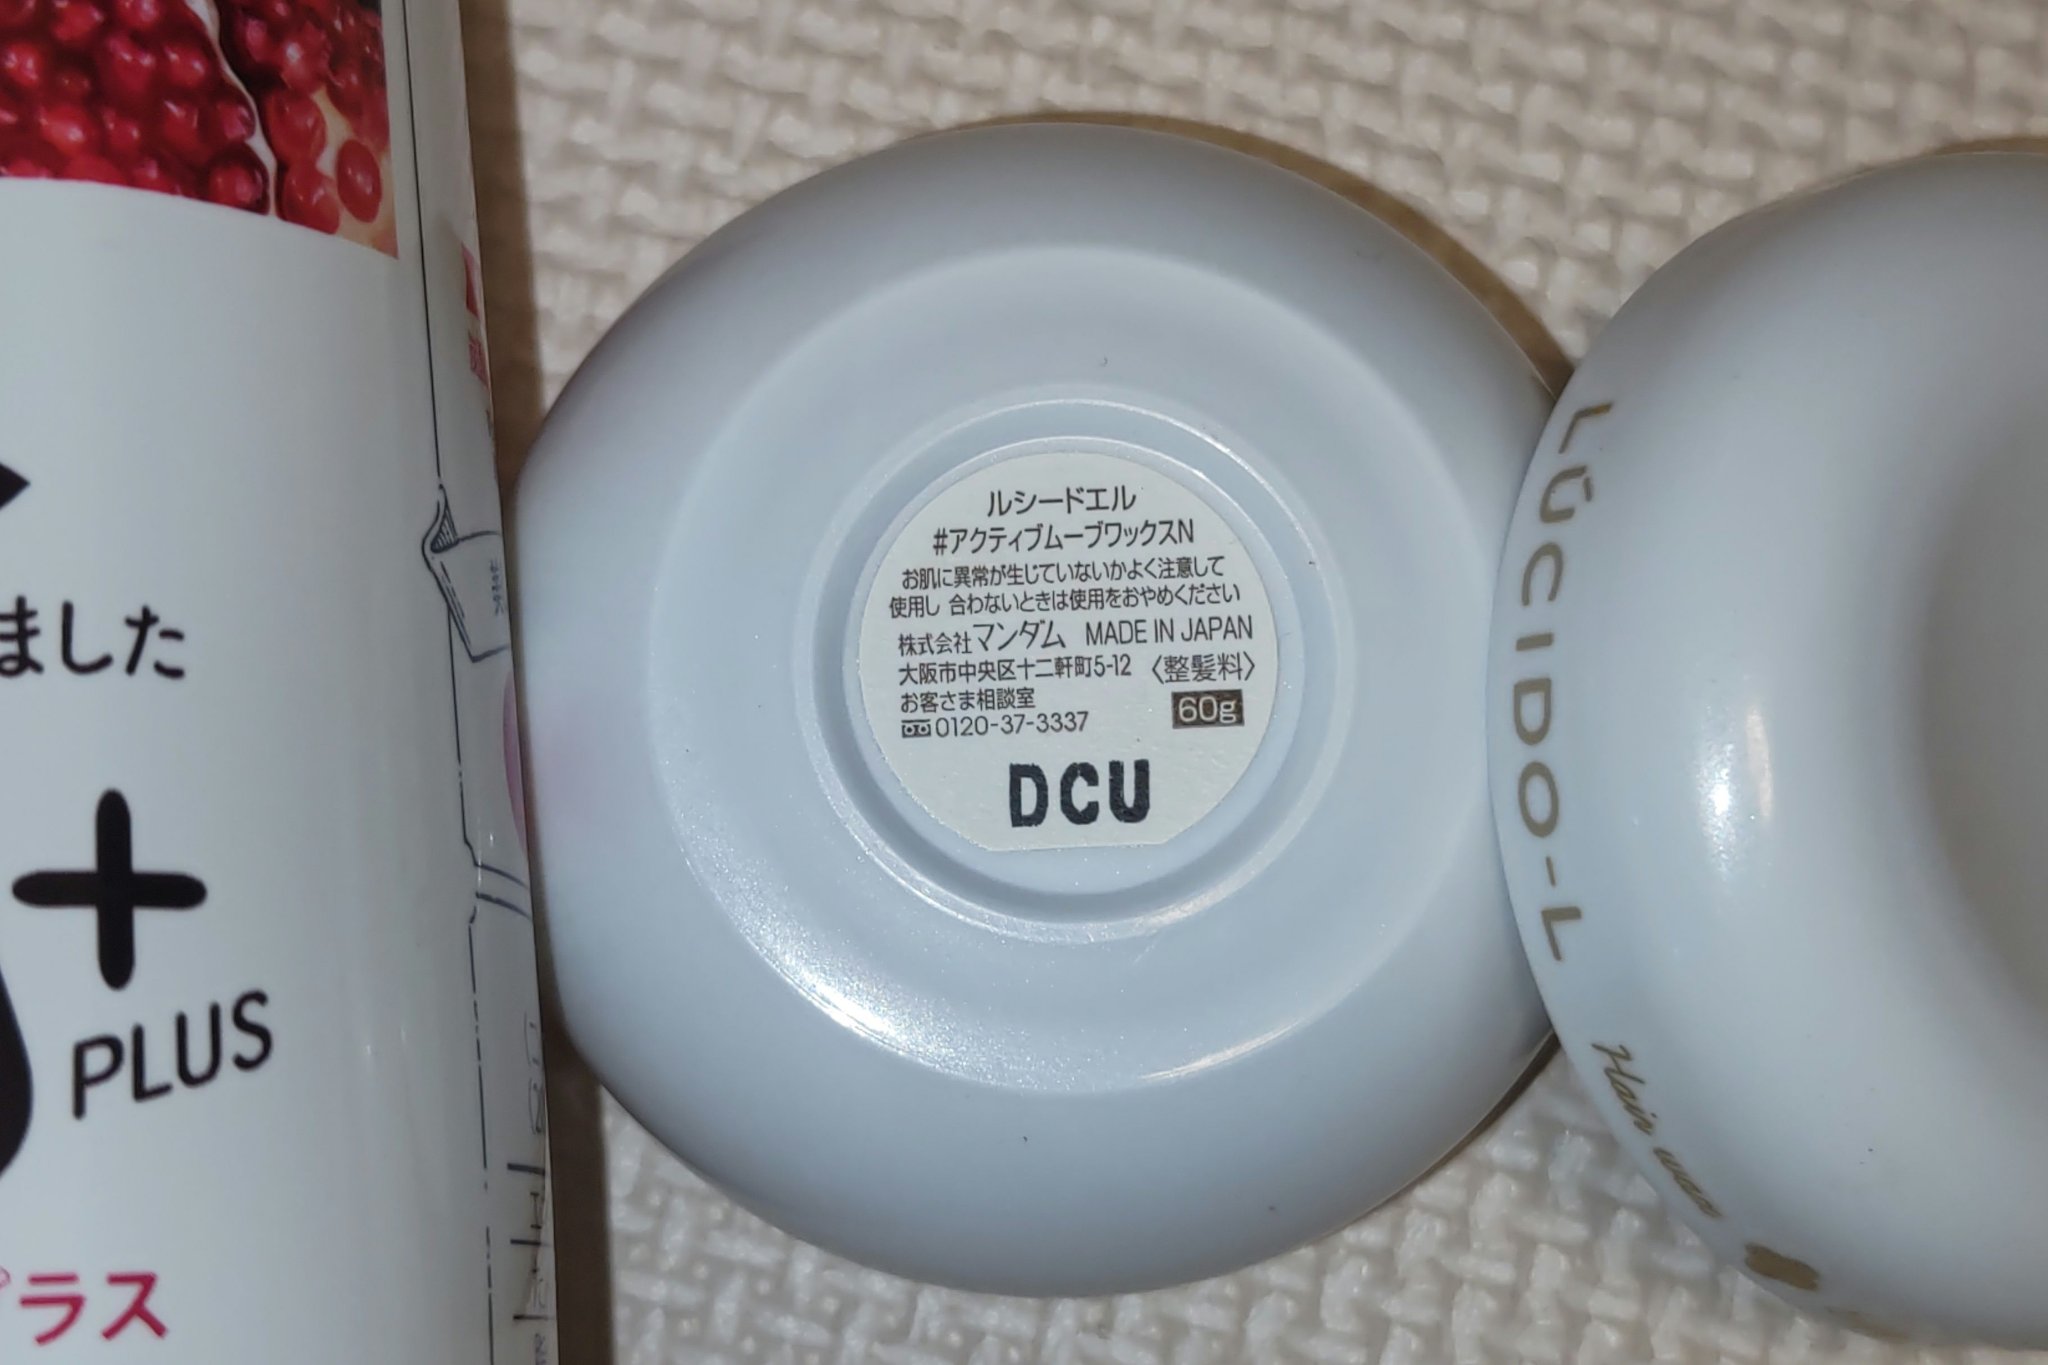 ました
PLUS
ラス
ルシードエル
#アクティブムーブワックスN
お肌に異常が生じていないかよく注意して
使用し 合わないときは使用をおやめください
株式会社マンダム MADE IN JAPAN
大阪市中央区十二軒町5-12 〈整髪料〉
お客さま相談室
0120-37-3337 60g
DCU
LÚCIDO-L
Hair wax